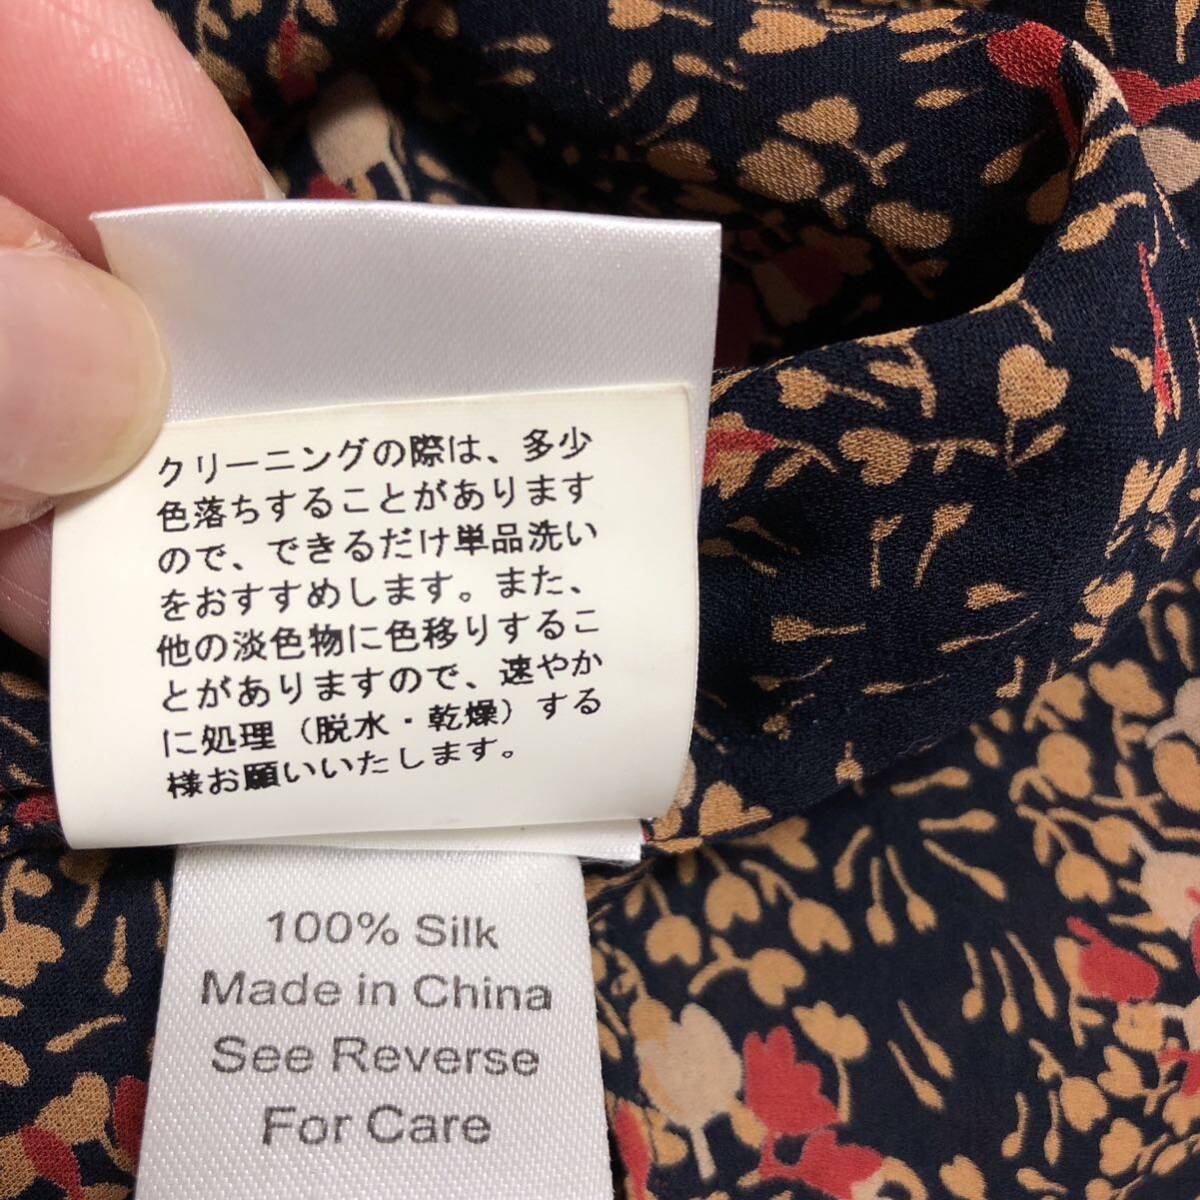 クリーニングの際は、多少
色落ちすることがあります
ので、できるだけ単品洗い
をおすすめします。また、
他の淡色物に色移りするこ
とがありますので、速やか
に処理（脱水・乾燥）する
様お願いいたします。
100% Silk
Made in China
See Reverse
For Care